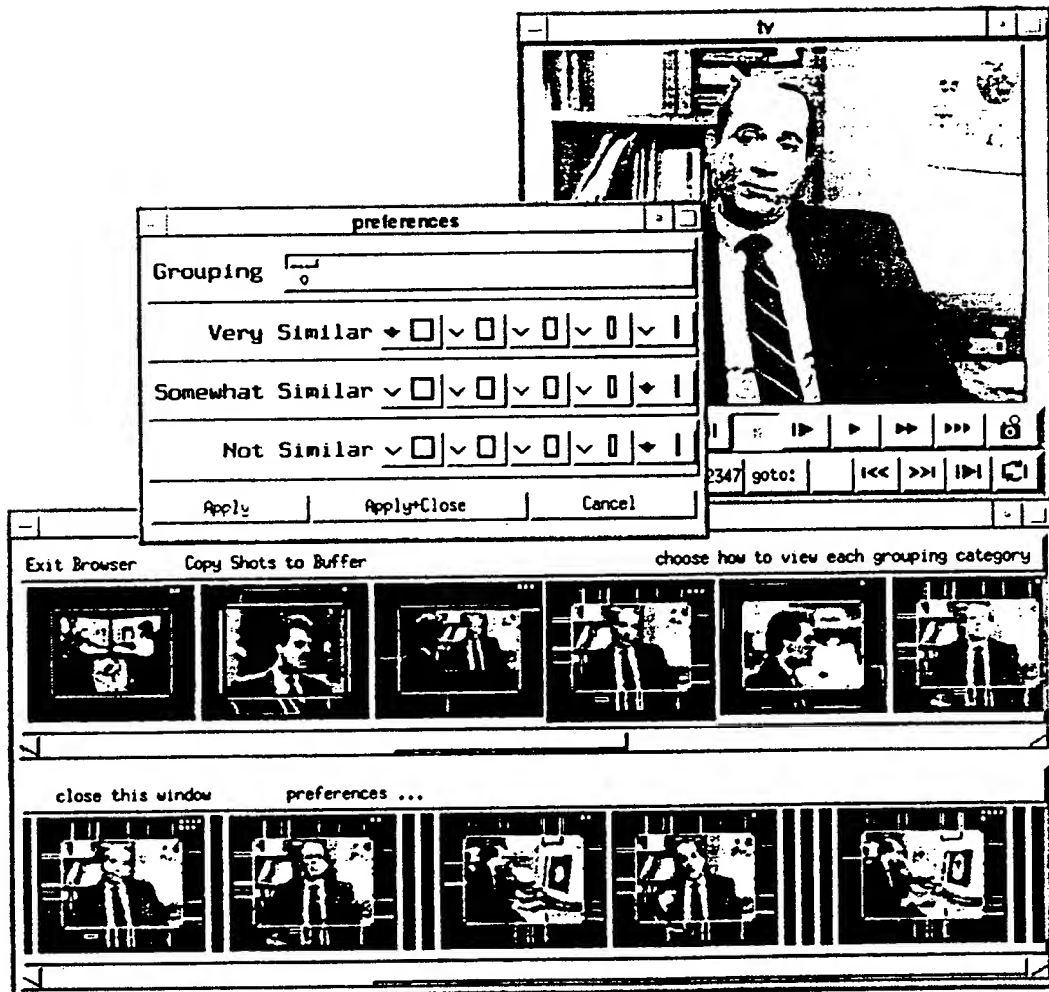 tv
preferences
Grouping
0
Very Similar
Somewhat Similar
Not Similar
2347 goto:
Apply Apply+Close Cancel
Exit Browser Copy Shots to Buffer choose how to view each grouping category
close this window preferences ...